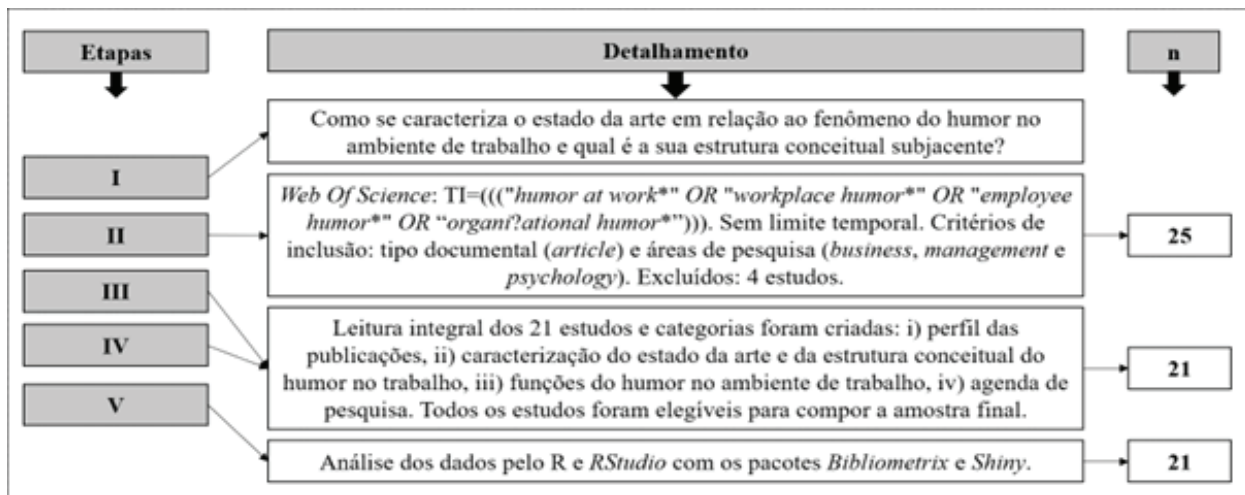 Etapas
Detalhamento
n
I
Como se caracteriza o estado da arte em relação ao fenômeno do humor no
ambiente de trabalho e qual é a sua estrutura conceitual subjacente?
II
Web Of Science: TI=((("humor at work*" OR "workplace humor*" OR "employee
humor*" OR “organi?ational humor*”))). Sem limite temporal. Critérios de
inclusão: tipo documental (article) e áreas de pesquisa (business, management e
psychology). Excluídos: 4 estudos.
25
III
IV
Leitura integral dos 21 estudos e categorias foram criadas: i) perfil das
publicações, ii) caracterização do estado da arte e da estrutura conceitual do
humor no trabalho, iii) funções do humor no ambiente de trabalho, iv) agenda de
pesquisa. Todos os estudos foram elegíveis para compor a amostra final.
21
V
Análise dos dados pelo R e RStudio com os pacotes Bibliometrix e Shiny.
21